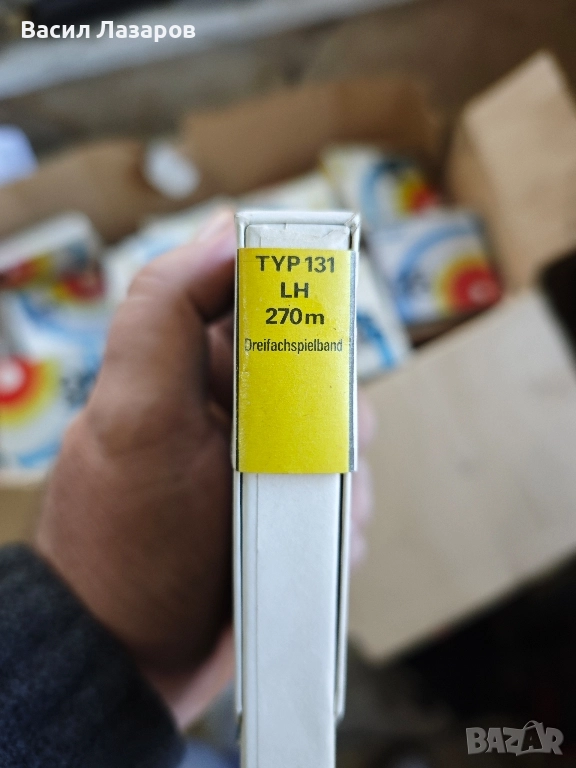 Васил Лазаров
TYP 131
LH
270m
Dreifachspielband
BAZAR